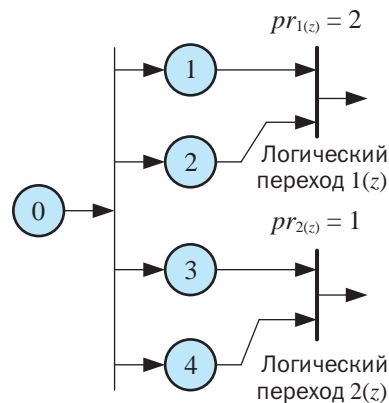 pr₁₍z₎ = 2
1
2
Логический
переход 1(z)
0
pr₂₍z₎ = 1
3
4
Логический
переход 2(z)